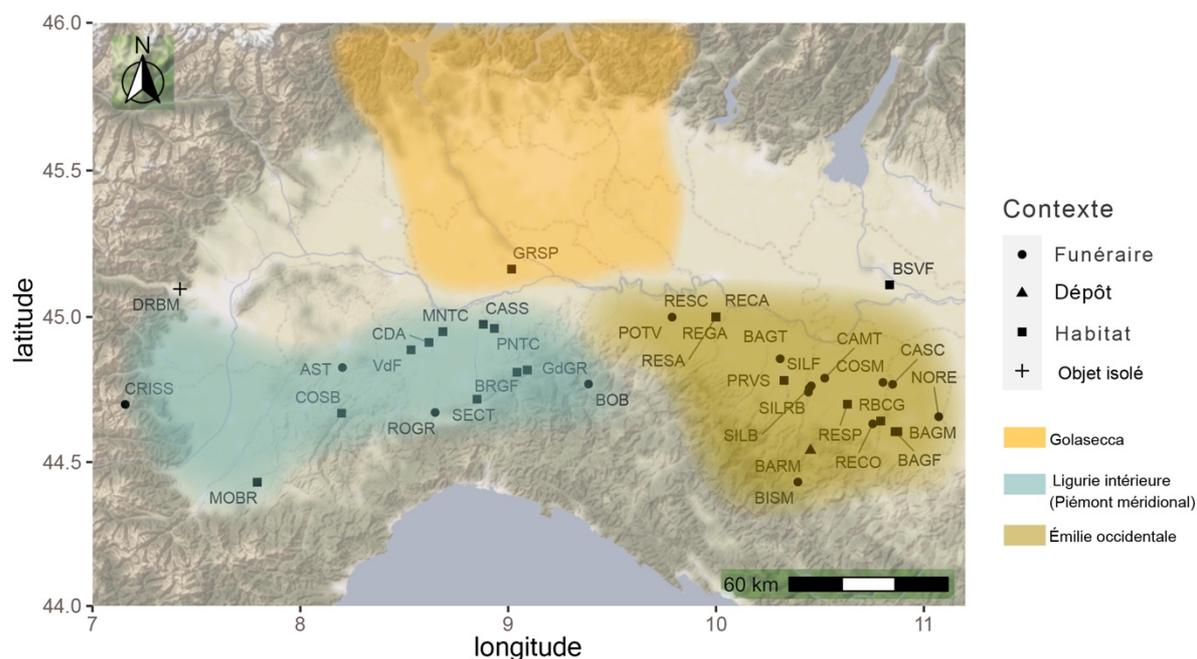 46.0
45.5
45.0
44.5
44.0
latitude
N
GRSP
BSVF
DRBM
RESC RECA
MNTC CASS
CDA
PNTC
POTV REGA BAGT CAMT
RESA
VdF
AST
SILF COSM CASC
CRISS
BRGF GdGR
PRVS
NORE
COSB
BOB
SILRB
RBCG
ROGR SECT
SILB RESP
BAGM
BARM RECO BAGF
MOBR
BISM
60 km
7 8 9 10 11
longitude
Contexte
Funéraire
Dépôt
Habitat
Objet isolé
Golasecca
Ligurie intérieure
(Piémont méridional)
Émilie occidentale